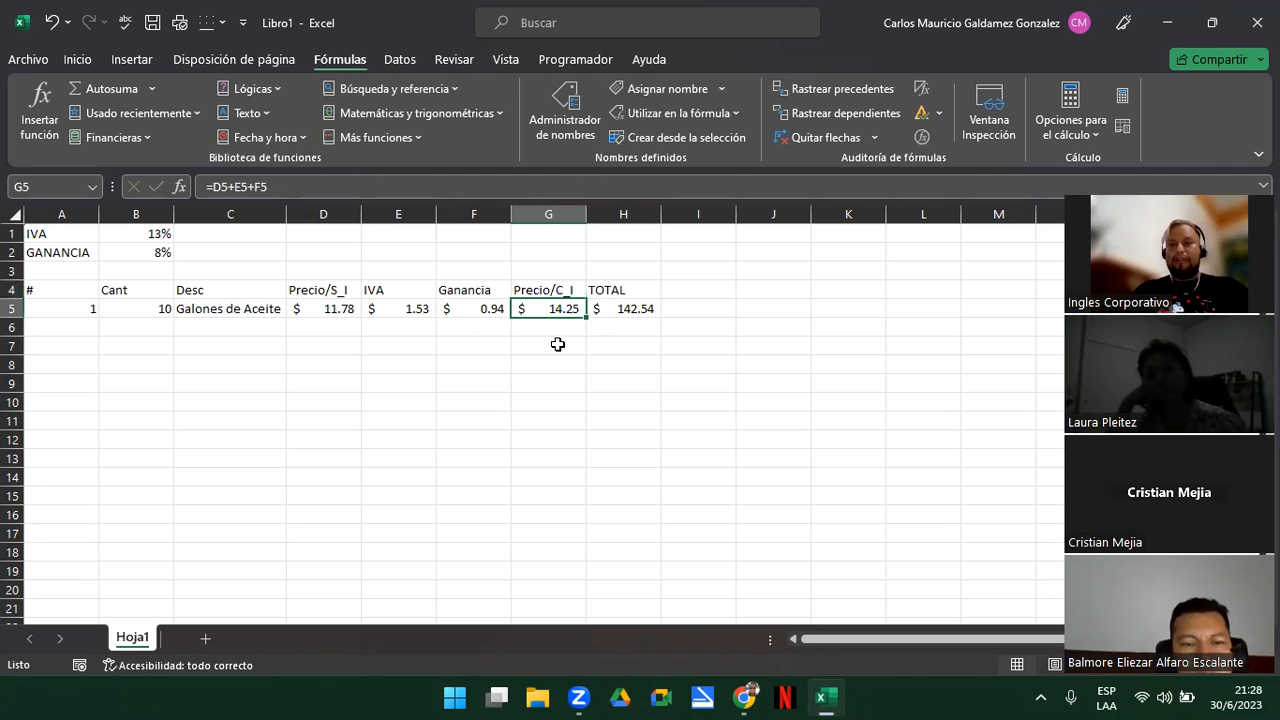 Libro1 - Excel
Buscar
Carlos Mauricio Galdamez Gonzalez
CM
Archivo Inicio Insertar Disposición de página Fórmulas Datos Revisar Vista Programador Ayuda
Compartir
Insertar función
Autosuma
Usado recientemente
Financieras
Lógicas
Texto
Fecha y hora
Búsqueda y referencia
Matemáticas y trigonométricas
Más funciones
Biblioteca de funciones
Administrador de nombres
Asignar nombre
Utilizar en la fórmula
Crear desde la selección
Nombres definidos
Rastrear precedentes
Rastrear dependientes
Quitar flechas
Auditoría de fórmulas
Ventana Inspección
Opciones para el cálculo
Cálculo
G5 fx =D5+E5+F5
A B C D E F G H I J K L M
1 IVA 13%
2 GANANCIA 8%
3
4 # Cant Desc Precio/S_I IVA Ganancia Precio/C_I TOTAL
5 1 10 Galones de Aceite $ 11.78 $ 1.53 $ 0.94 $ 14.25 $ 142.54
6
7
8
9
10
11
12
13
14
15
16
17
18
19
20
21
Ingles Corporativo
Laura Pleitez
Cristian Mejia
Cristian Mejia
Balmore Eliezar Alfaro Escalante
Hoja1
Listo
Accesibilidad: todo correcto
ESP
LAA
21:28
30/6/2023